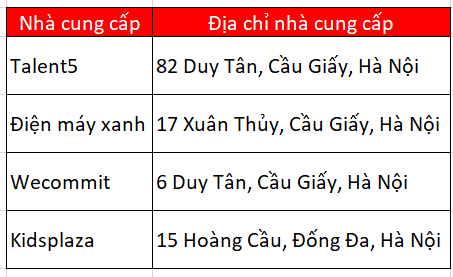 Nhà cung cấp Địa chỉ nhà cung cấp
Talent5 82 Duy Tân, Cầu Giấy, Hà Nội
Điện máy xanh 17 Xuân Thủy, Cầu Giấy, Hà Nội
Wecommit 6 Duy Tân, Cầu Giấy, Hà Nội
Kidsplaza 15 Hoàng Cầu, Đống Đa, Hà Nội